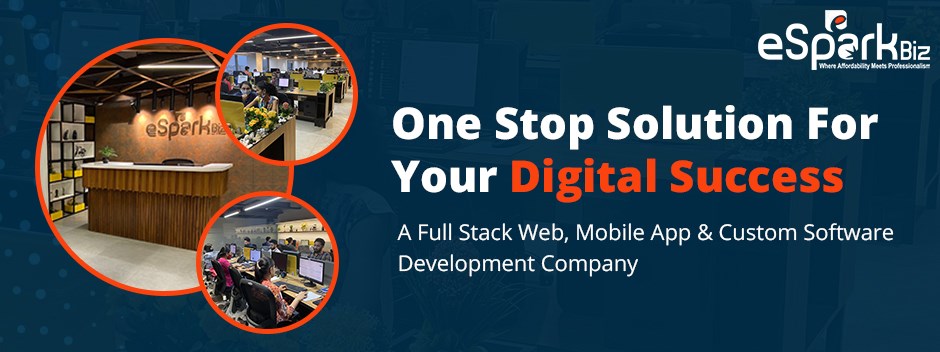 eSparkBiz
Where Affordability Meets Professionalism
eSparkBiz
One Stop Solution For
Your Digital Success
A Full Stack Web, Mobile App & Custom Software
Development Company